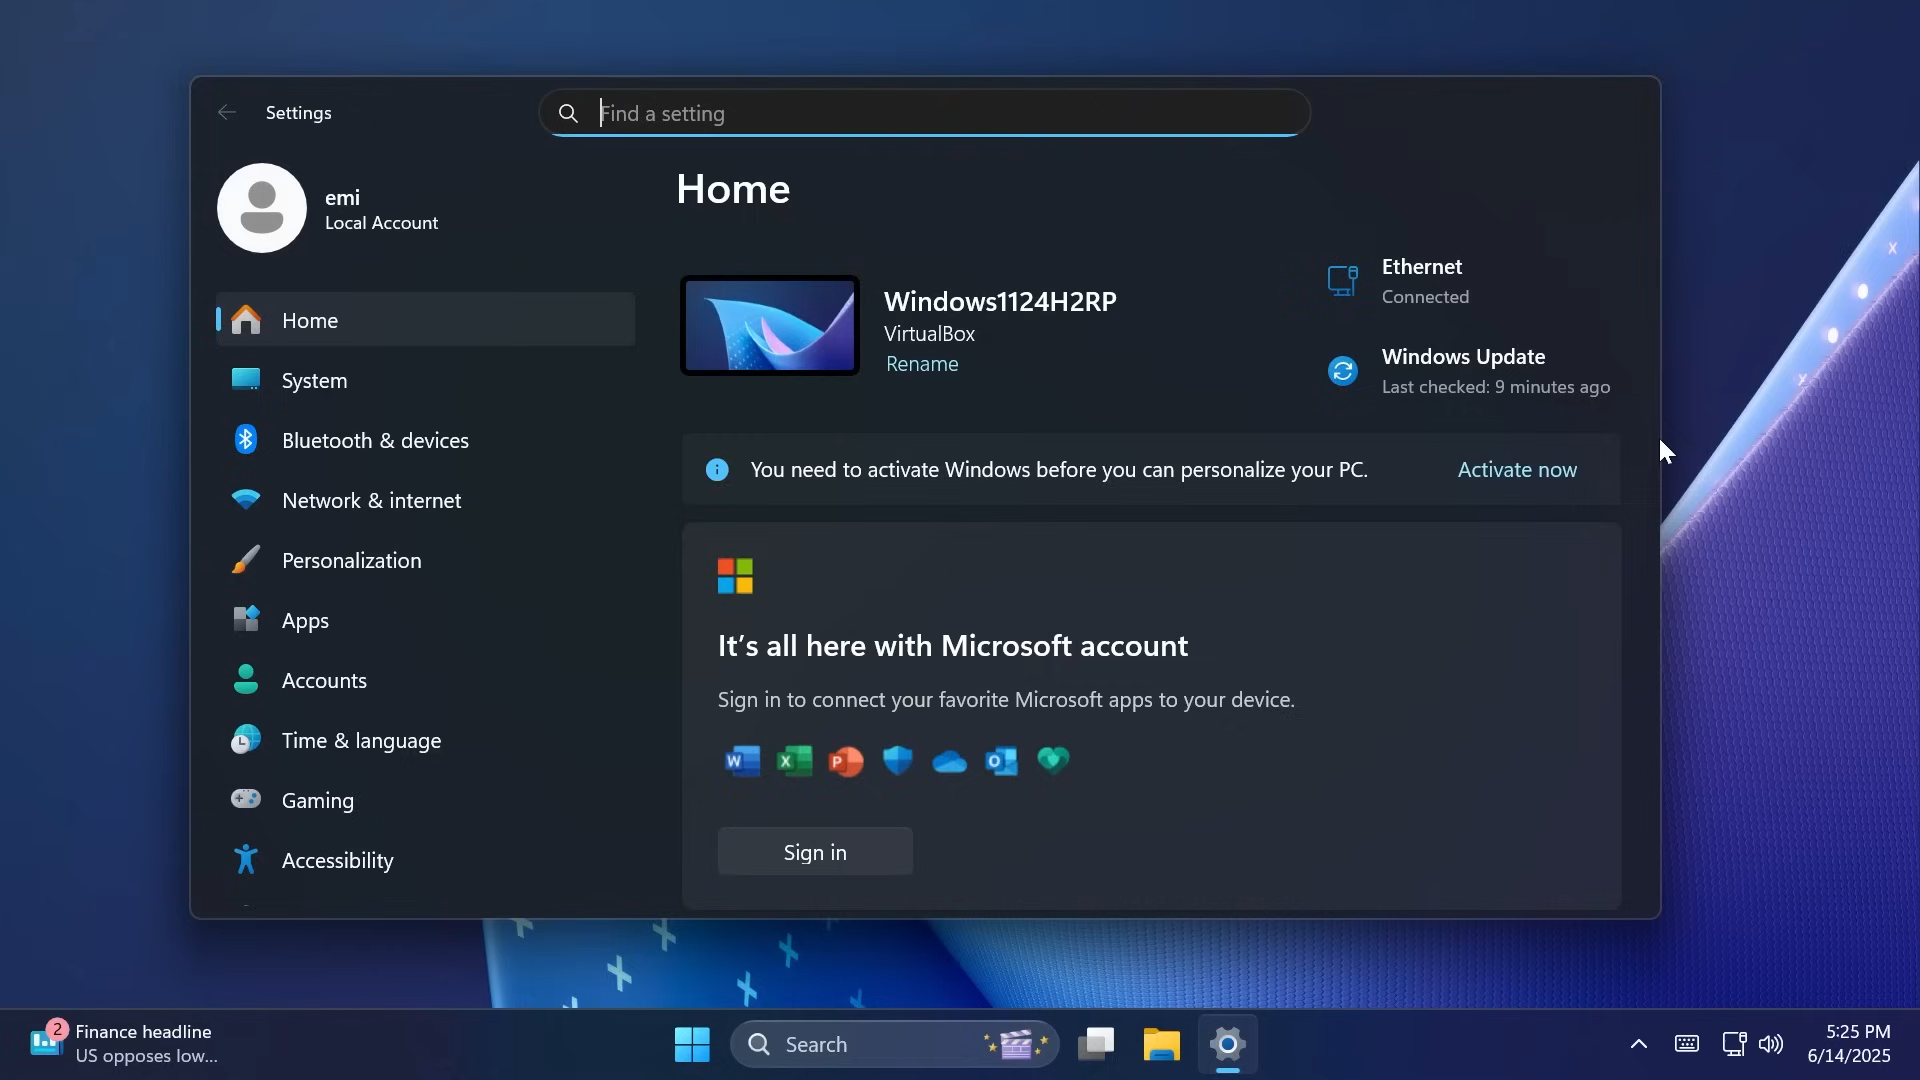 Settings
Find a setting
emi
Local Account
Home
System
Bluetooth & devices
Network & internet
Personalization
Apps
Accounts
Time & language
Gaming
Accessibility
Home
Windows1124H2RP
VirtualBox
Rename
Ethernet
Connected
Windows Update
Last checked: 9 minutes ago
You need to activate Windows before you can personalize your PC.
Activate now
It’s all here with Microsoft account
Sign in to connect your favorite Microsoft apps to your device.
Sign in
2
Finance headline
US opposes low...
Search
5:25 PM
6/14/2025